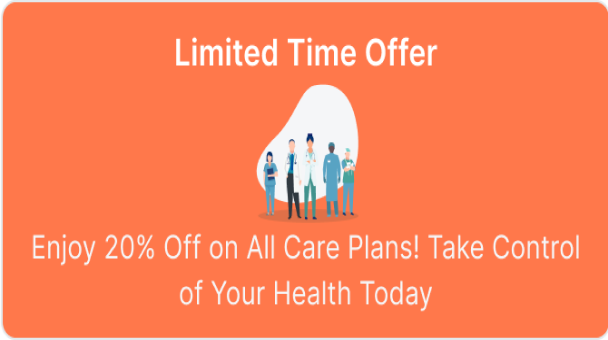 Limited Time Offer
Enjoy 20% Off on All Care Plans! Take Control
of Your Health Today